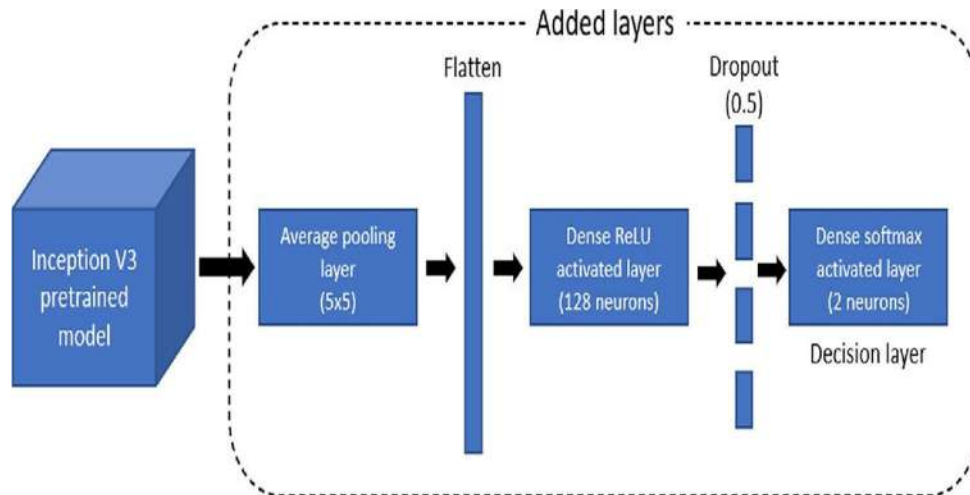 Added layers
Flatten
Dropout
(0.5)
Inception V3
pretrained
model
Average pooling
layer
(5x5)
Dense ReLU
activated layer
(128 neurons)
Dense softmax
activated layer
(2 neurons)
Decision layer